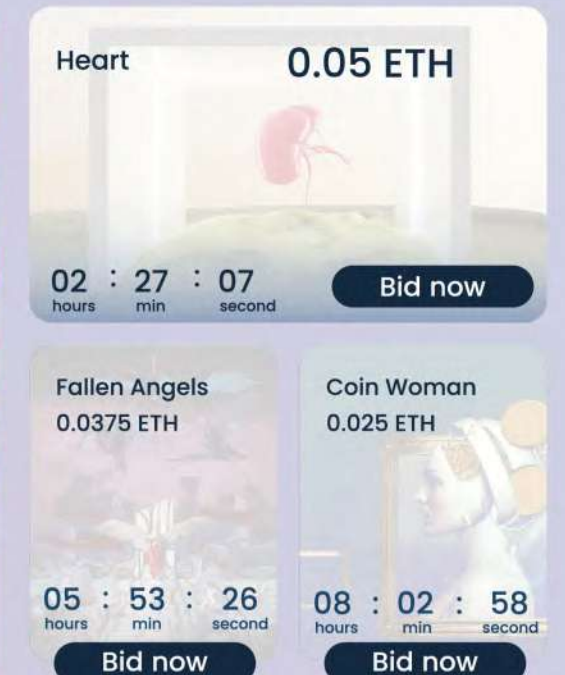 Heart 0.05 ETH
02 : 27 : 07
hours min second
Bid now
Fallen Angels
0.0375 ETH
05 : 53 : 26
hours min second
Bid now
Coin Woman
0.025 ETH
08 : 02 : 58
hours min second
Bid now